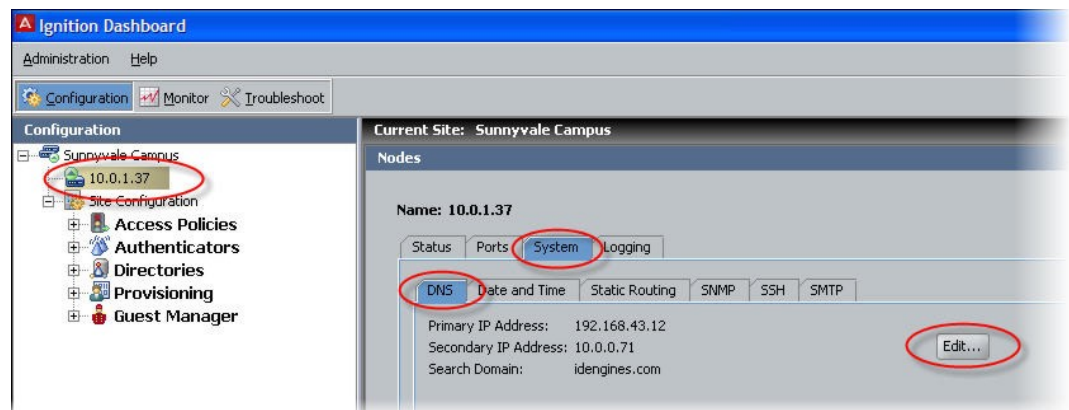 Ignition Dashboard
Administration Help
Configuration Monitor Troubleshoot
Configuration
Current Site: Sunnyvale Campus
Sunnyvale Campus
10.0.1.37
Site Configuration
Access Policies
Authenticators
Directories
Provisioning
Guest Manager
Nodes
Name: 10.0.1.37
Status Ports System Logging
DNS Date and Time Static Routing SNMP SSH SMTP
Primary IP Address: 192.168.43.12
Secondary IP Address: 10.0.0.71
Search Domain: idengines.com
Edit...